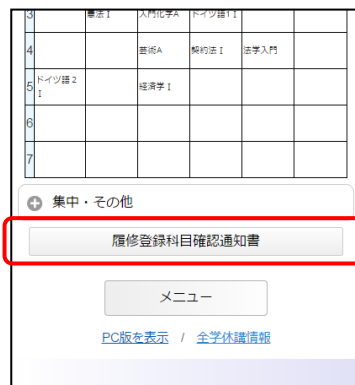 3 憲法Ⅰ 入門化学A ドイツ語1Ⅰ
4 芸術A 契約法Ⅰ 法学入門
5 ドイツ語2Ⅰ 経済学Ⅰ
6
7
集中・その他
履修登録科目確認通知書
メニュー
PC版を表示 / 全学休講情報